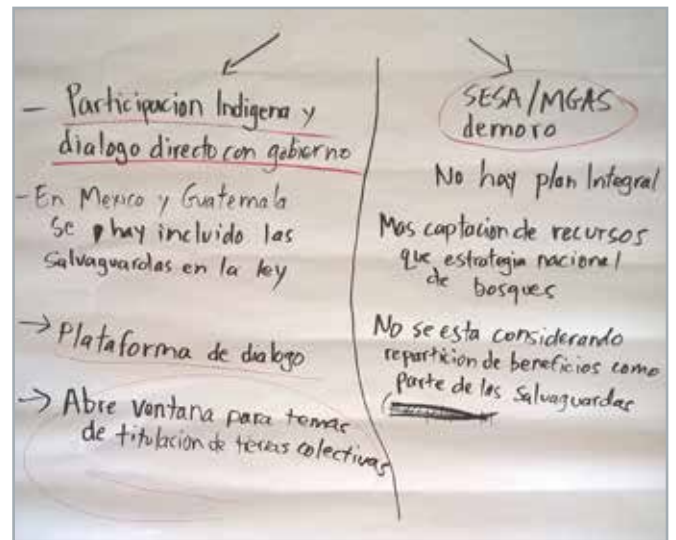 - Participacion Indigena y
dialogo directo con gobierno
- En Mexico y Guatemala
se hay incluido las
Salvaguardas en la ley
→ Plataforma de dialogo
→ Abre ventana para temas
de titulacion de tierras colectivas
SESA/MGAS
demoro
No hay plan Integral
Mas captacion de recursos
que estrategia nacional
de bosques
No se esta considerando
reparticion de beneficios como
parte de las Salvaguardas